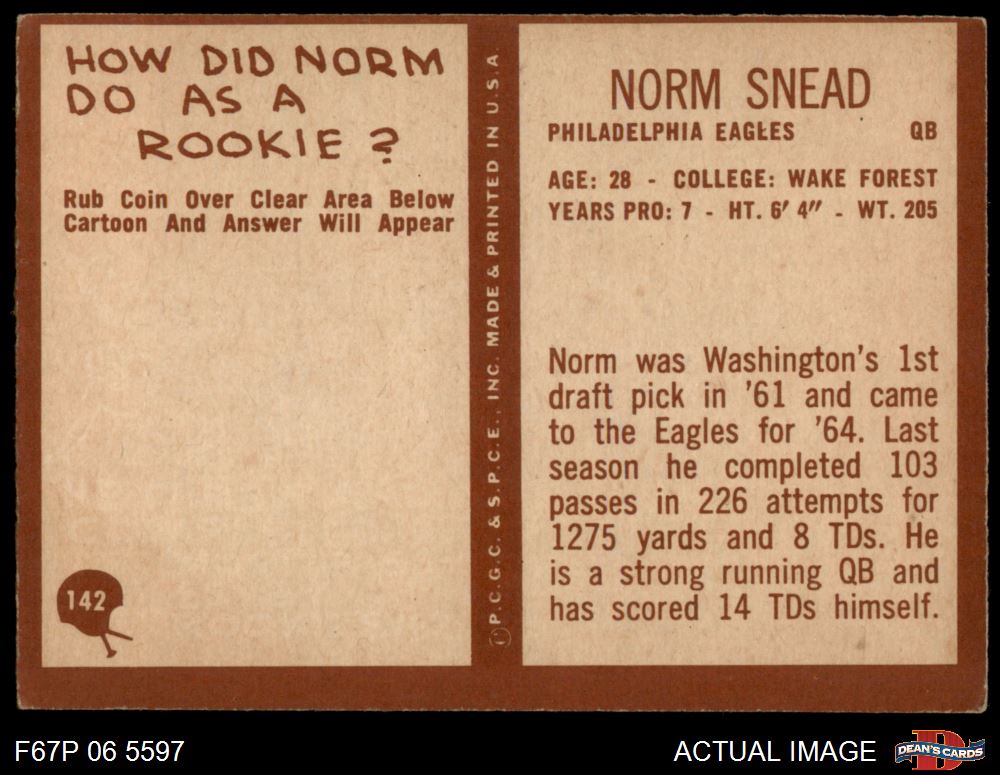 HOW DID NORM
DO AS A
ROOKIE ?
Rub Coin Over Clear Area Below
Cartoon And Answer Will Appear
142
P.C.G.C. & S.P.C.E., INC. MADE & PRINTED IN U.S.A.
NORM SNEAD
PHILADELPHIA EAGLES QB
AGE: 28 - COLLEGE: WAKE FOREST
YEARS PRO: 7 - HT. 6' 4" - WT. 205
Norm was Washington's 1st
draft pick in '61 and came
to the Eagles for '64. Last
season he completed 103
passes in 226 attempts for
1275 yards and 8 TDs. He
is a strong running QB and
has scored 14 TDs himself.
F67P 06 5597
ACTUAL IMAGE
DEAN'S CARDS